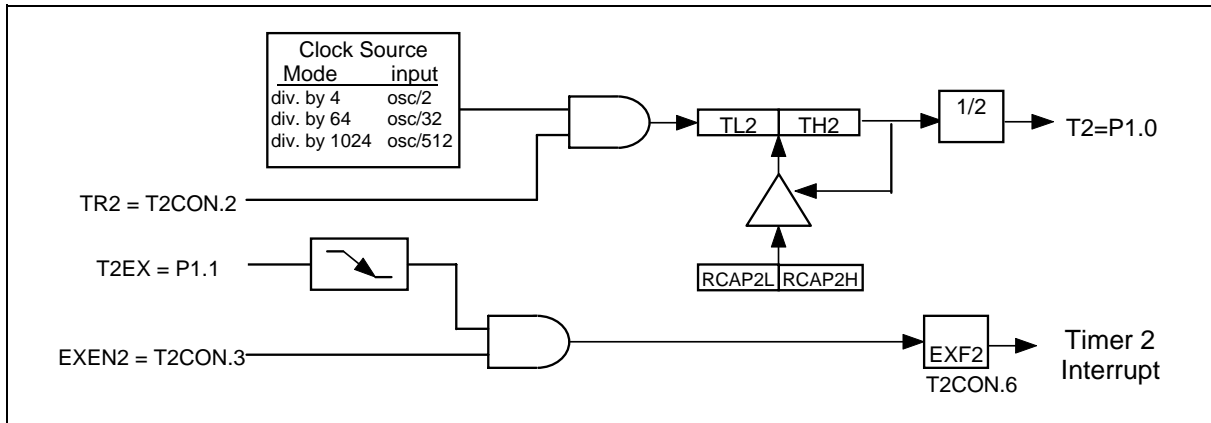 Clock Source
Mode input
div. by 4 osc/2
div. by 64 osc/32
div. by 1024 osc/512
TL2 TH2
1/2
T2=P1.0
TR2 = T2CON.2
T2EX = P1.1
RCAP2L RCAP2H
EXEN2 = T2CON.3
EXF2
T2CON.6
Timer 2
Interrupt